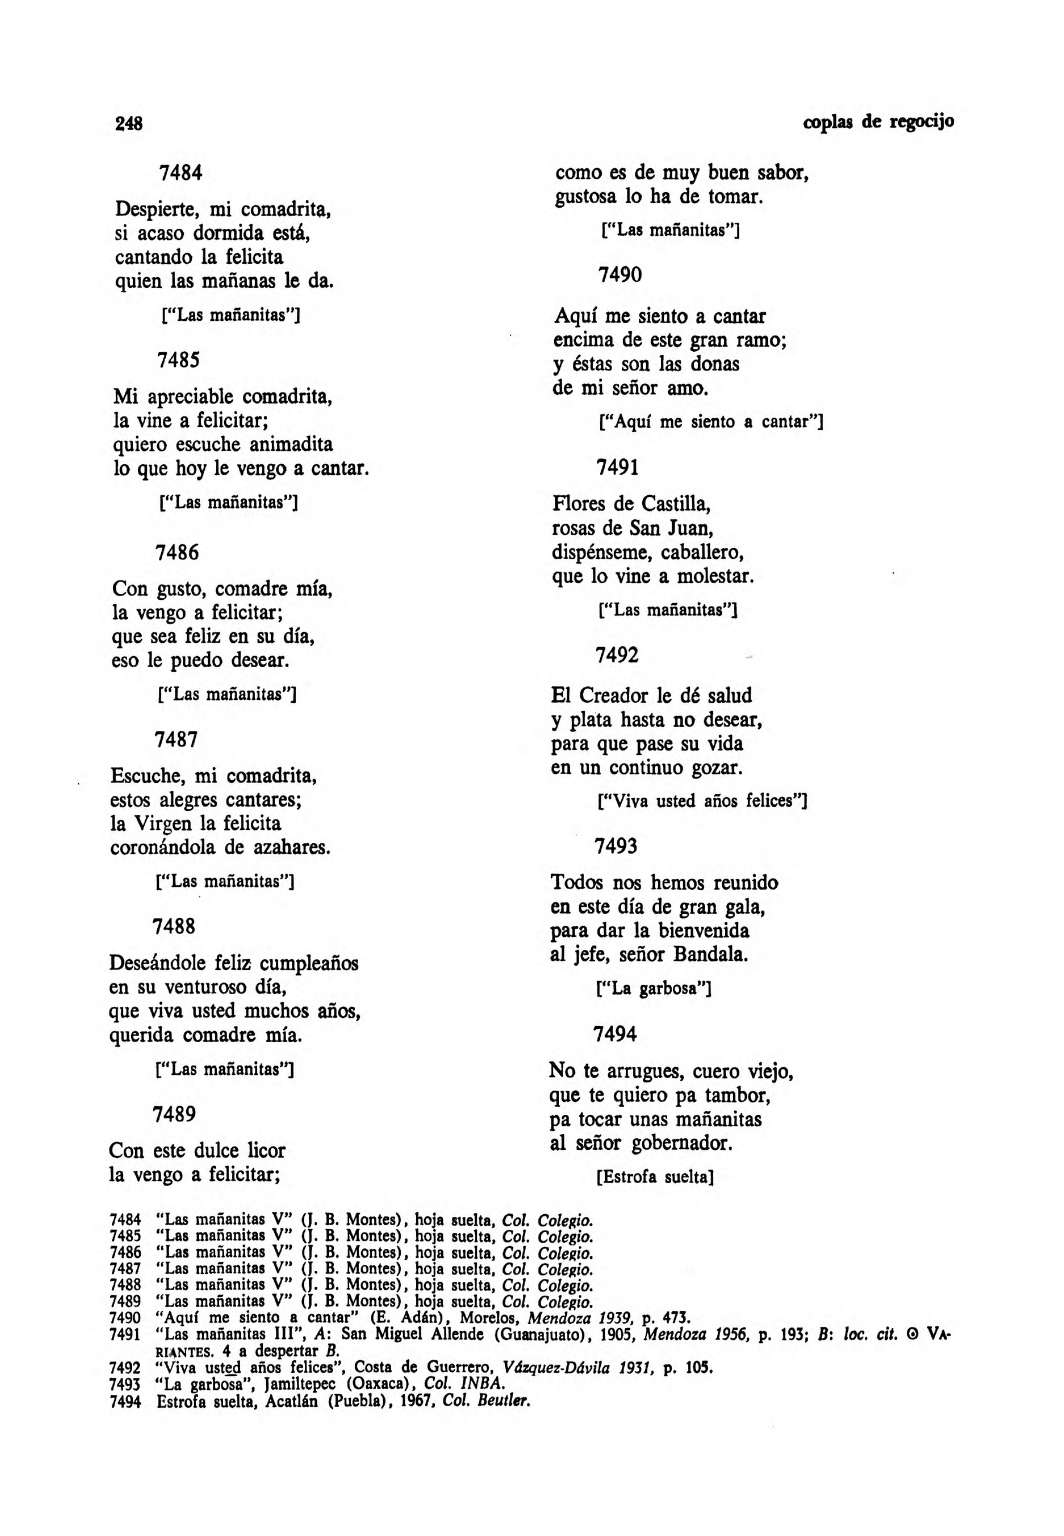 248
coplas de regocijo
7484
Despierte, mi comadrita,
si acaso dormida está,
cantando la felicita
quien las mañanas le da.
["Las mañanitas"]
7485
Mi apreciable comadrita,
la vine a felicitar;
quiero escuche animadita
lo que hoy le vengo a cantar.
["Las mañanitas"]
7486
Con gusto, comadre mía,
la vengo a felicitar;
que sea feliz en su día,
eso le puedo desear.
["Las mañanitas"]
7487
Escuche, mi comadrita,
estos alegres cantares;
la Virgen la felicita
coronándola de azahares.
["Las mañanitas"]
7488
Deseándole feliz cumpleaños
en su venturoso día,
que viva usted muchos años,
querida comadre mía.
["Las mañanitas"]
7489
Con este dulce licor
la vengo a felicitar;
como es de muy buen sabor,
gustosa lo ha de tomar.
["Las mañanitas"]
7490
Aquí me siento a cantar
encima de este gran ramo;
y éstas son las donas
de mi señor amo.
["Aquí me siento a cantar"]
7491
Flores de Castilla,
rosas de San Juan,
dispénseme, caballero,
que lo vine a molestar.
["Las mañanitas"]
7492
El Creador le dé salud
y plata hasta no desear,
para que pase su vida
en un continuo gozar.
["Viva usted años felices"]
7493
Todos nos hemos reunido
en este día de gran gala,
para dar la bienvenida
al jefe, señor Bandala.
["La garbosa"]
7494
No te arrugues, cuero viejo,
que te quiero pa tambor,
pa tocar unas mañanitas
al señor gobernador.
[Estrofa suelta]
7484 "Las mañanitas V" (J. B. Montes), hoja suelta, Col. Colegio.
7485 "Las mañanitas V" (J. B. Montes), hoja suelta, Col. Colegio.
7486 "Las mañanitas V" (J. B. Montes), hoja suelta, Col. Colegio.
7487 "Las mañanitas V" (J. B. Montes), hoja suelta, Col. Colegio.
7488 "Las mañanitas V" (J. B. Montes), hoja suelta, Col. Colegio.
7489 "Las mañanitas V" (J. B. Montes), hoja suelta, Col. Colegio.
7490 "Aquí me siento a cantar" (E. Adán), Morelos, Mendoza 1939, p. 473.
7491 "Las mañanitas III", A: San Miguel Allende (Guanajuato), 1905, Mendoza 1956, p. 193; B: loc. cit. ⊙ VA-
RIANTES. 4 a despertar B.
7492 "Viva usted años felices", Costa de Guerrero, Vázquez-Dávila 1931, p. 105.
7493 "La garbosa", Jamiltepec (Oaxaca), Col. INBA.
7494 Estrofa suelta, Acatlán (Puebla), 1967, Col. Beutler.